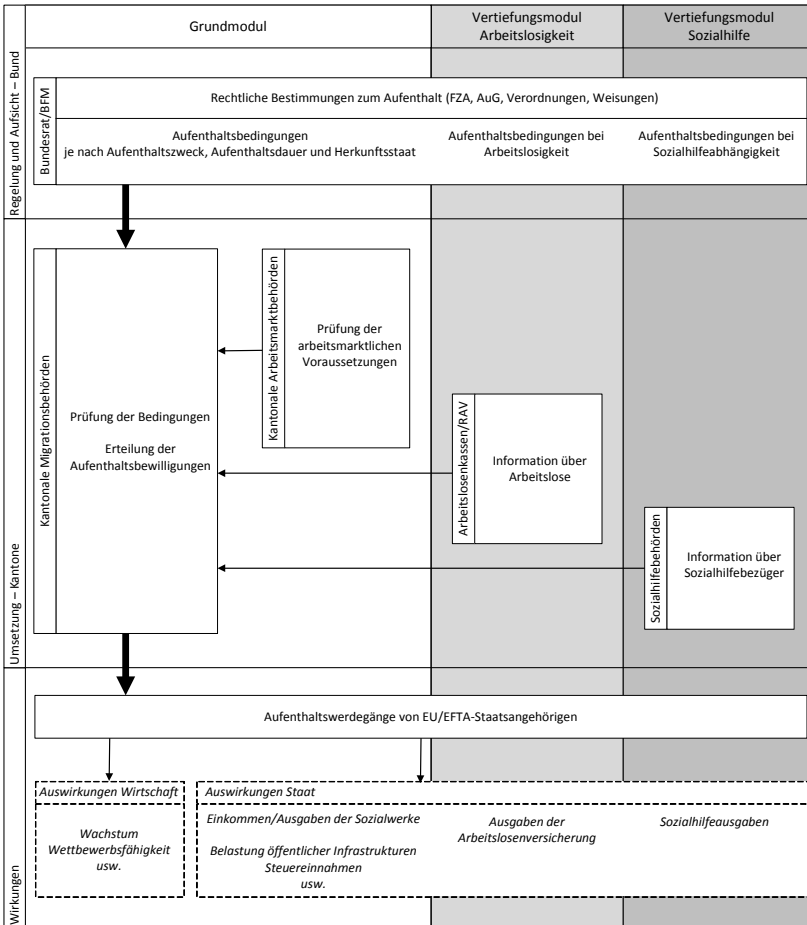 Grundmodul
Vertiefungsmodul
Arbeitslosigkeit
Vertiefungsmodul
Sozialhilfe
Regelung und Aufsicht – Bund
Bundesrat/BFM
Rechtliche Bestimmungen zum Aufenthalt (FZA, AuG, Verordnungen, Weisungen)
Aufenthaltsbedingungen
je nach Aufenthaltszweck, Aufenthaltsdauer und Herkunftsstaat
Aufenthaltsbedingungen bei
Arbeitslosigkeit
Aufenthaltsbedingungen bei
Sozialhilfeabhängigkeit
Umsetzung – Kantone
Kantonale Migrationsbehörden
Prüfung der Bedingungen
Erteilung der
Aufenthaltsbewilligungen
Kantonale Arbeitsmarktbehörden
Prüfung der
arbeitsmarktlichen
Voraussetzungen
Arbeitslosenkassen/RAV
Information über
Arbeitslose
Sozialhilfebehörden
Information über
Sozialhilfebezüger
Wirkungen
Aufenthaltswerdegänge von EU/EFTA-Staatsangehörigen
Auswirkungen Wirtschaft
Wachstum
Wettbewerbsfähigkeit
usw.
Auswirkungen Staat
Einkommen/Ausgaben der Sozialwerke
Belastung öffentlicher Infrastrukturen
Steuereinnahmen
usw.
Ausgaben der
Arbeitslosenversicherung
Sozialhilfeausgaben